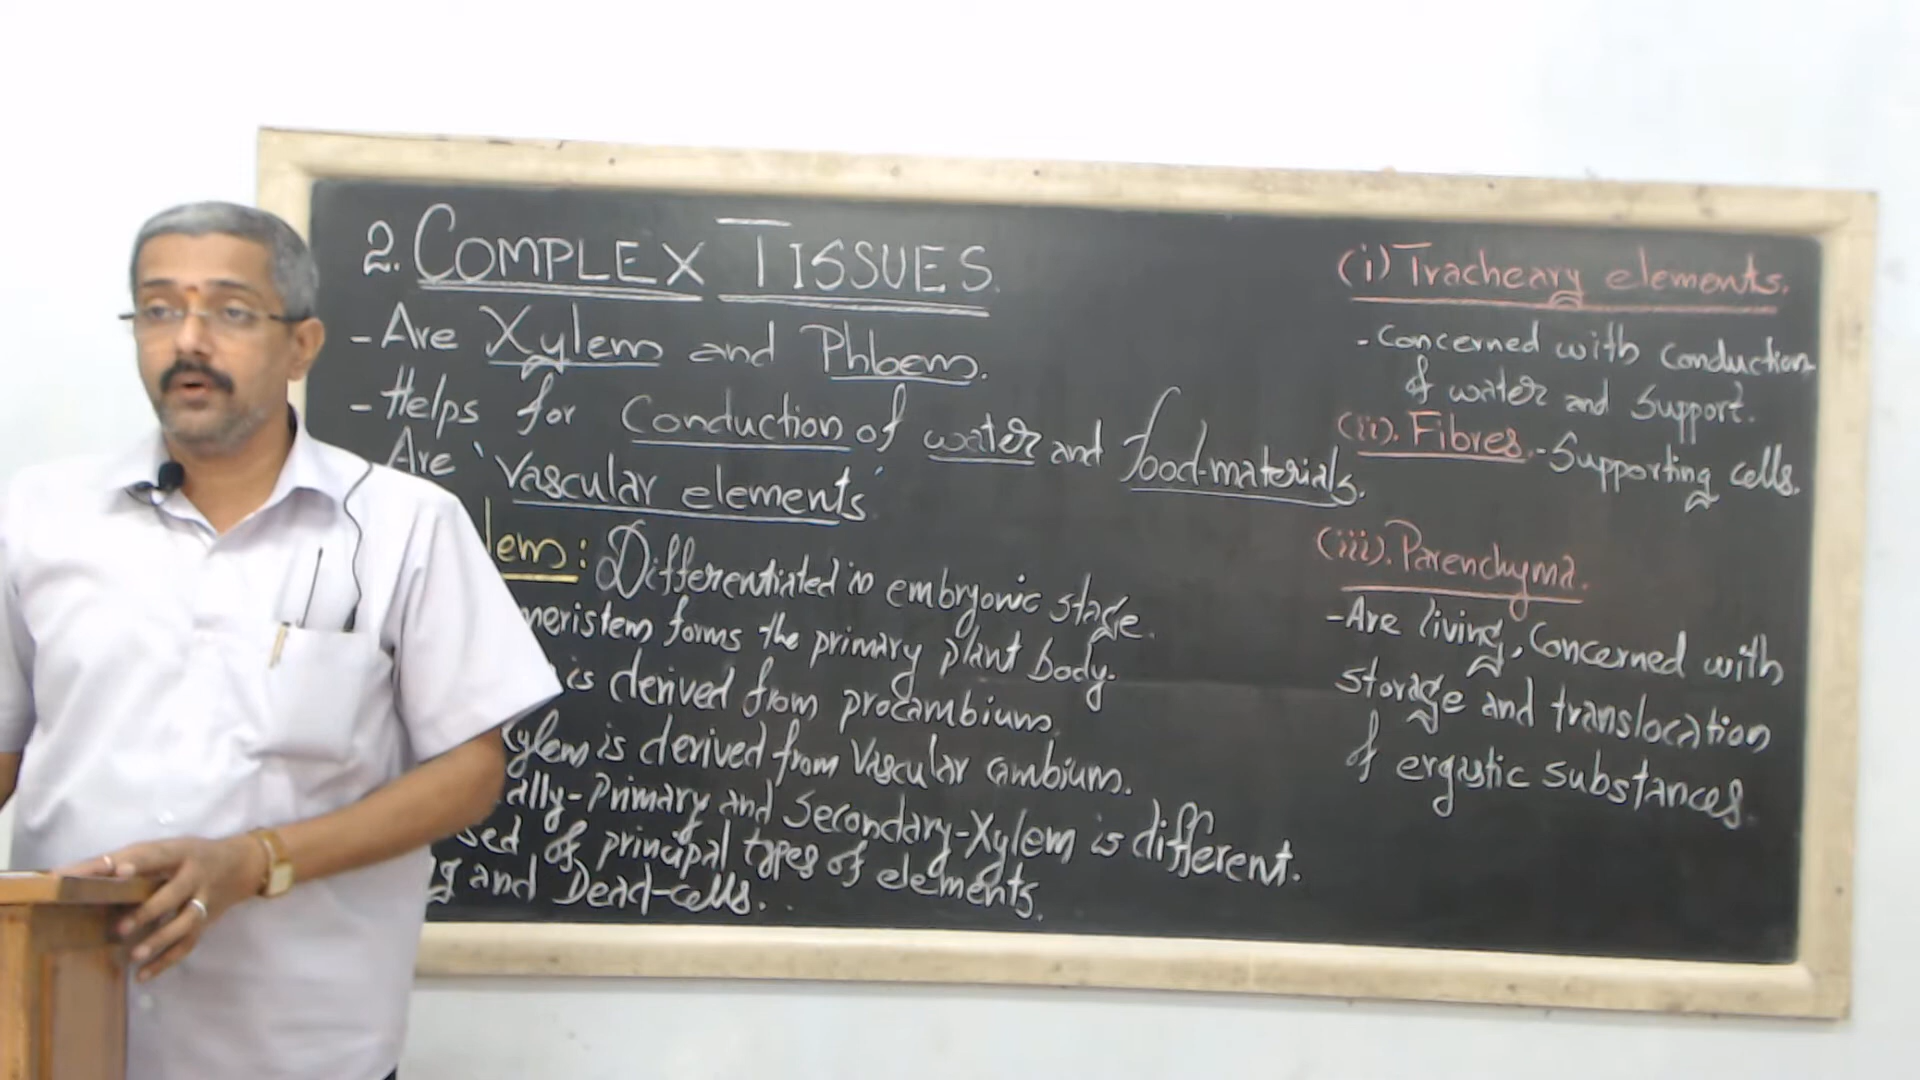 2. COMPLEX TISSUES.
- Are Xylem and Phloem.
- Helps for Conduction of water and food-materials.
Are 'Vascular elements'
lem: Differentiated in embryonic stage.
meristem forms the primary plant body.
is derived from procambium.
xylem is derived from Vascular cambium.
ally-Primary and Secondary-Xylem is different.
sed of principal types of elements.
g and Dead-cells.
(i) Tracheary elements.
- Concerned with conduction
of water and Support.
(ii). Fibres - Supporting cells.
(iii). Parenchyma.
- Are living, Concerned with
storage and translocation
of ergastic substances.